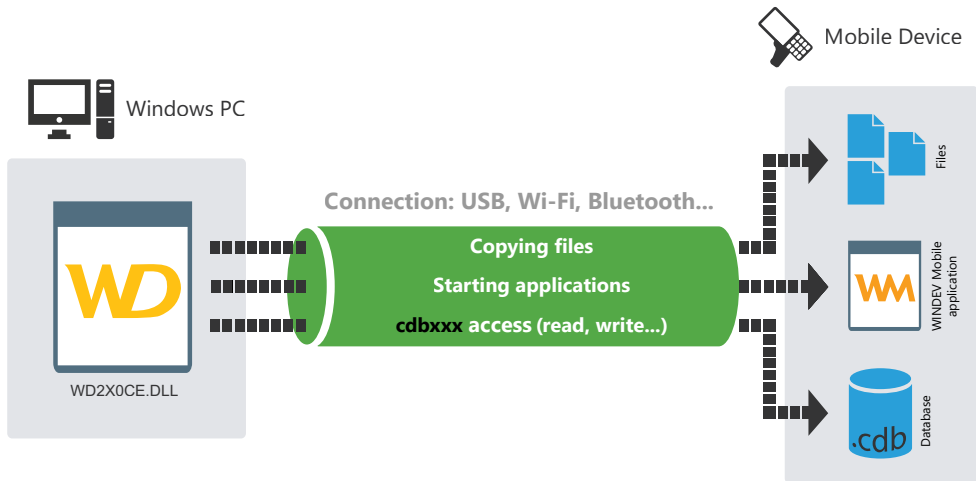 Mobile Device
Windows PC
Connection: USB, Wi-Fi, Bluetooth...
Copying files
Starting applications
cdbxxx access (read, write...)
WD
WD2X0CE.DLL
Files
WM
WINDEV Mobile
application
.cdb
Database